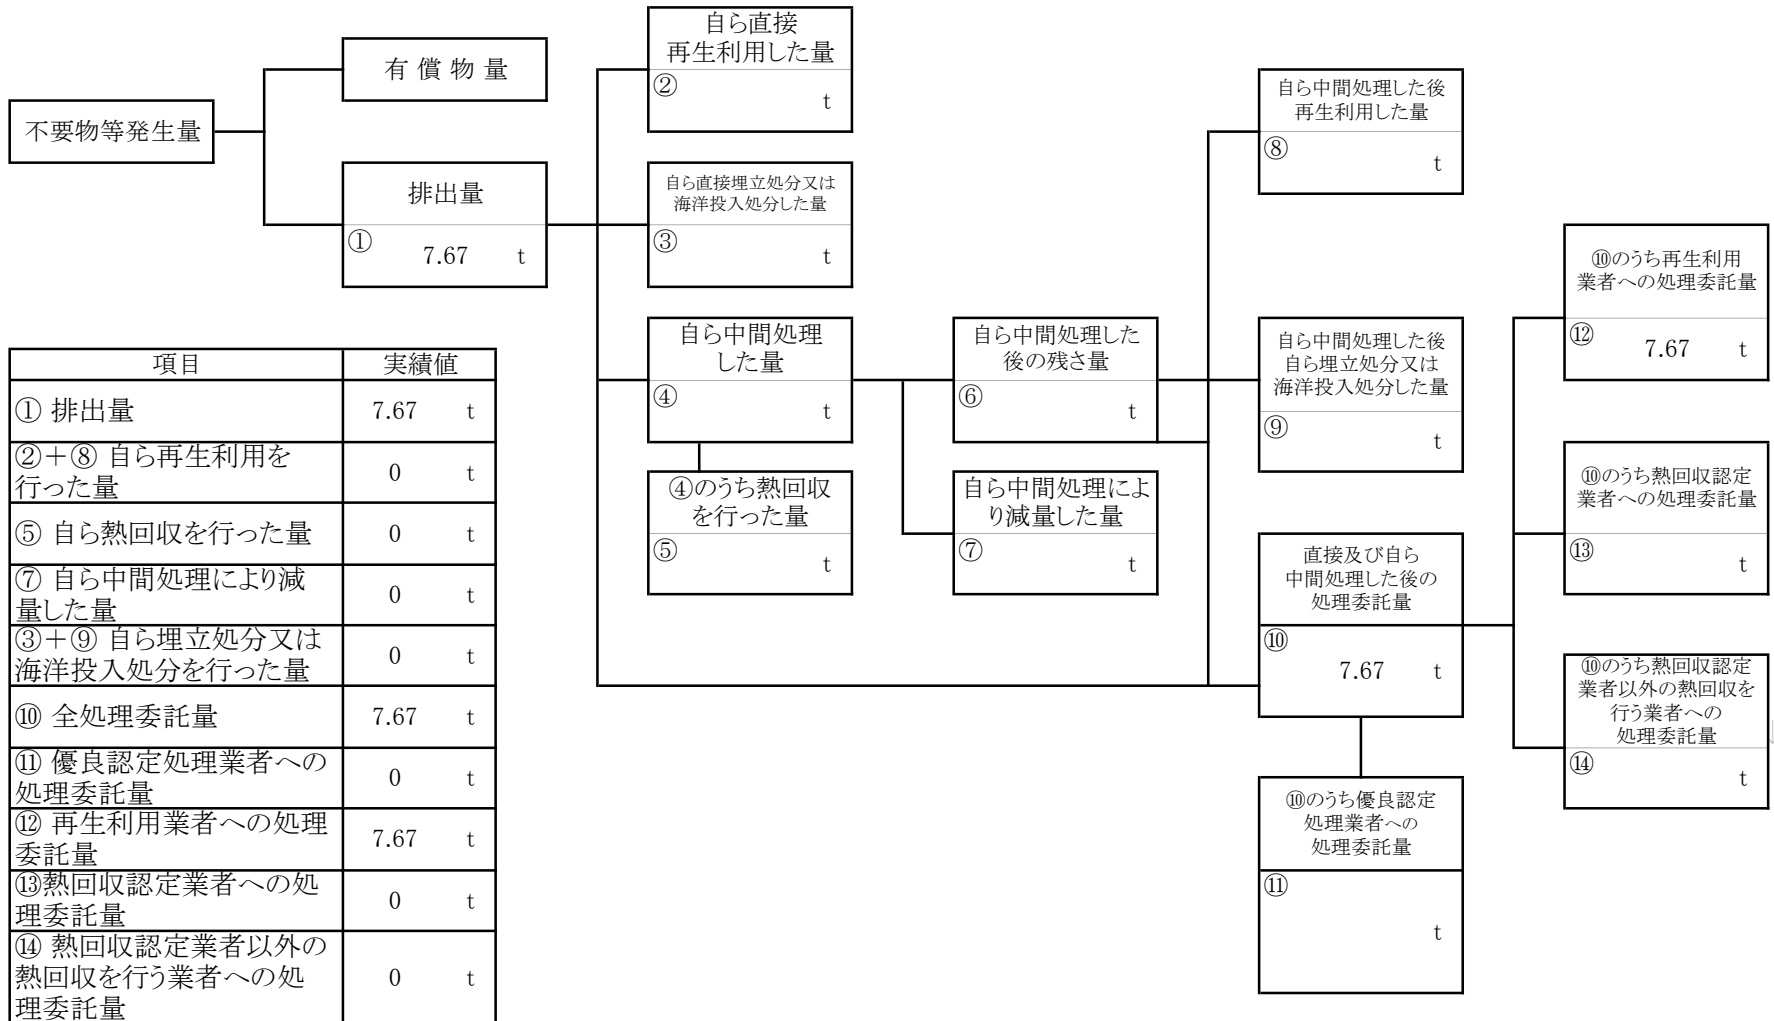 不要物等発生量
有 償 物 量
排出量
①
7.67 t
自ら直接
再生利用した量
②
t
自ら直接埋立処分又は
海洋投入処分した量
③
t
自ら中間処理
した量
④
t
④のうち熱回収
を行った量
⑤
t
自ら中間処理した
後の残さ量
⑥
t
自ら中間処理によ
り減量した量
⑦
t
自ら中間処理した後
再生利用した量
⑧
t
自ら中間処理した後
自ら埋立処分又は
海洋投入処分した量
⑨
t
直接及び自ら
中間処理した後の
処理委託量
⑩
7.67 t
⑩のうち優良認定
処理業者への
処理委託量
⑪
t
⑩のうち再生利用
業者への処理委託量
⑫
7.67 t
⑩のうち熱回収認定
業者への処理委託量
⑬
t
⑩のうち熱回収認定
業者以外の熱回収を
行う業者への
処理委託量
⑭
t
項目 実績値
① 排出量 7.67 t
②＋⑧ 自ら再生利用を
行った量 0 t
⑤ 自ら熱回収を行った量 0 t
⑦ 自ら中間処理により減
量した量 0 t
③＋⑨ 自ら埋立処分又は
海洋投入処分を行った量 0 t
⑩ 全処理委託量 7.67 t
⑪ 優良認定処理業者への
処理委託量 0 t
⑫ 再生利用業者への処理
委託量 7.67 t
⑬熱回収認定業者への処
理委託量 0 t
⑭ 熱回収認定業者以外の
熱回収を行う業者への処
理委託量 0 t